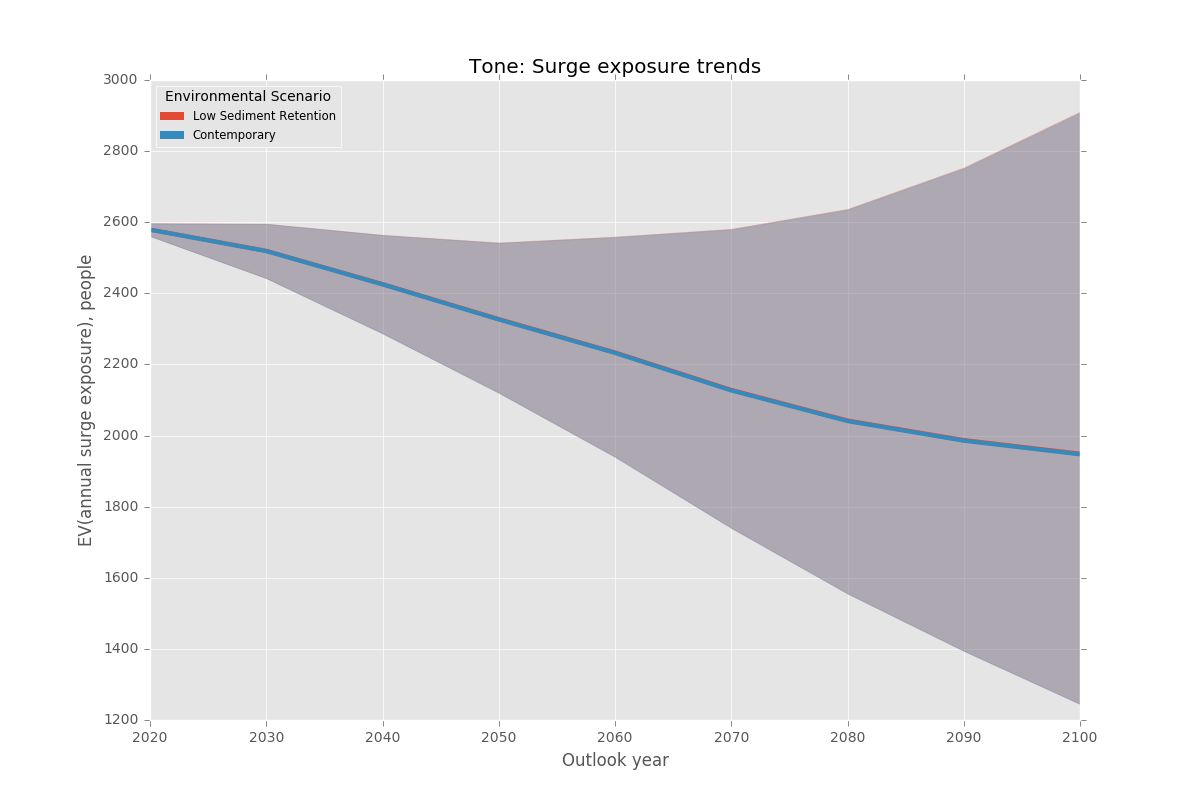 Tone: Surge exposure trends
3000
2800
2600
2400
2200
2000
1800
1600
1400
1200
EV(annual surge exposure), people
Environmental Scenario
Low Sediment Retention
Contemporary
2020 2030 2040 2050 2060 2070 2080 2090 2100
Outlook year